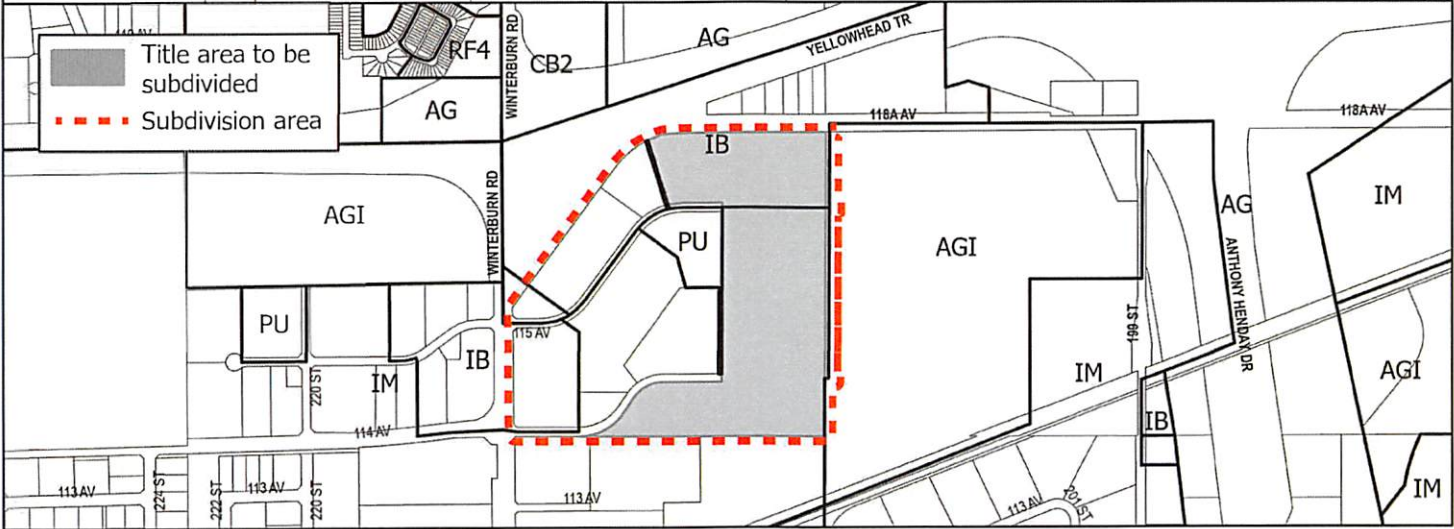 Title area to be
subdivided
Subdivision area
RF4
AG
WINTERBURN RD
CB2
AG
YELLOWHEAD TR
118A AV
118A AV
IB
AGI
WINTERBURN RD
PU
AGI
AG
IM
ANTHONY HENDAY DR
PU
115 AV
IB
IM
220 ST
114 AV
199 ST
IM
AGI
IB
IM
113 AV
224 ST
222 ST
113 AV
220 ST
113 AV
113 AV
201 ST